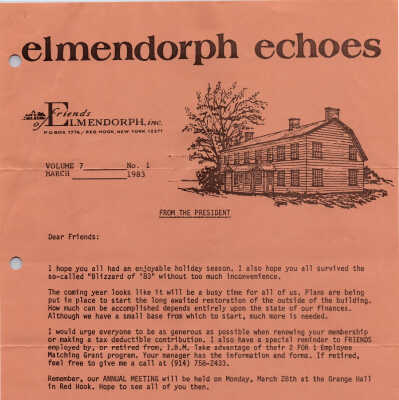 elmendorph echoes
Friends
of ELMENDORPH, inc.
P.O. BOX 1776 / RED HOOK, NEW YORK 12571
VOLUME 7 No. 1
MARCH 1983
FROM THE PRESIDENT
Dear Friends:
I hope you all had an enjoyable holiday season. I also hope you all survived the
so-called "Blizzard of '83" without too much inconvenience.
The coming year looks like it will be a busy time for all of us. Plans are being
put in place to start the long awaited restoration of the outside of the building.
How much can be accomplished depends entirely upon the state of our finances.
Although we have a small base from which to start, much more is needed.
I would urge everyone to be as generous as possible when renewing your membership
or making a tax deductible contribution. I also have a special reminder to FRIENDS
employed by, or retired from, I.B.M. Take advantage of their 2 FOR 1 Employee
Matching Grant program. Your manager has the information and forms. If retired,
feel free to give me a call at (914) 758-2433.
Remember, our ANNUAL MEETING will be held on Monday, March 28th at the Grange Hall
in Red Hook. Hope to see all of you then.